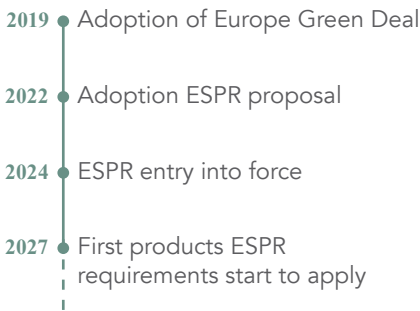 2019 Adoption of Europe Green Deal
2022 Adoption ESPR proposal
2024 ESPR entry into force
2027 First products ESPR
requirements start to apply